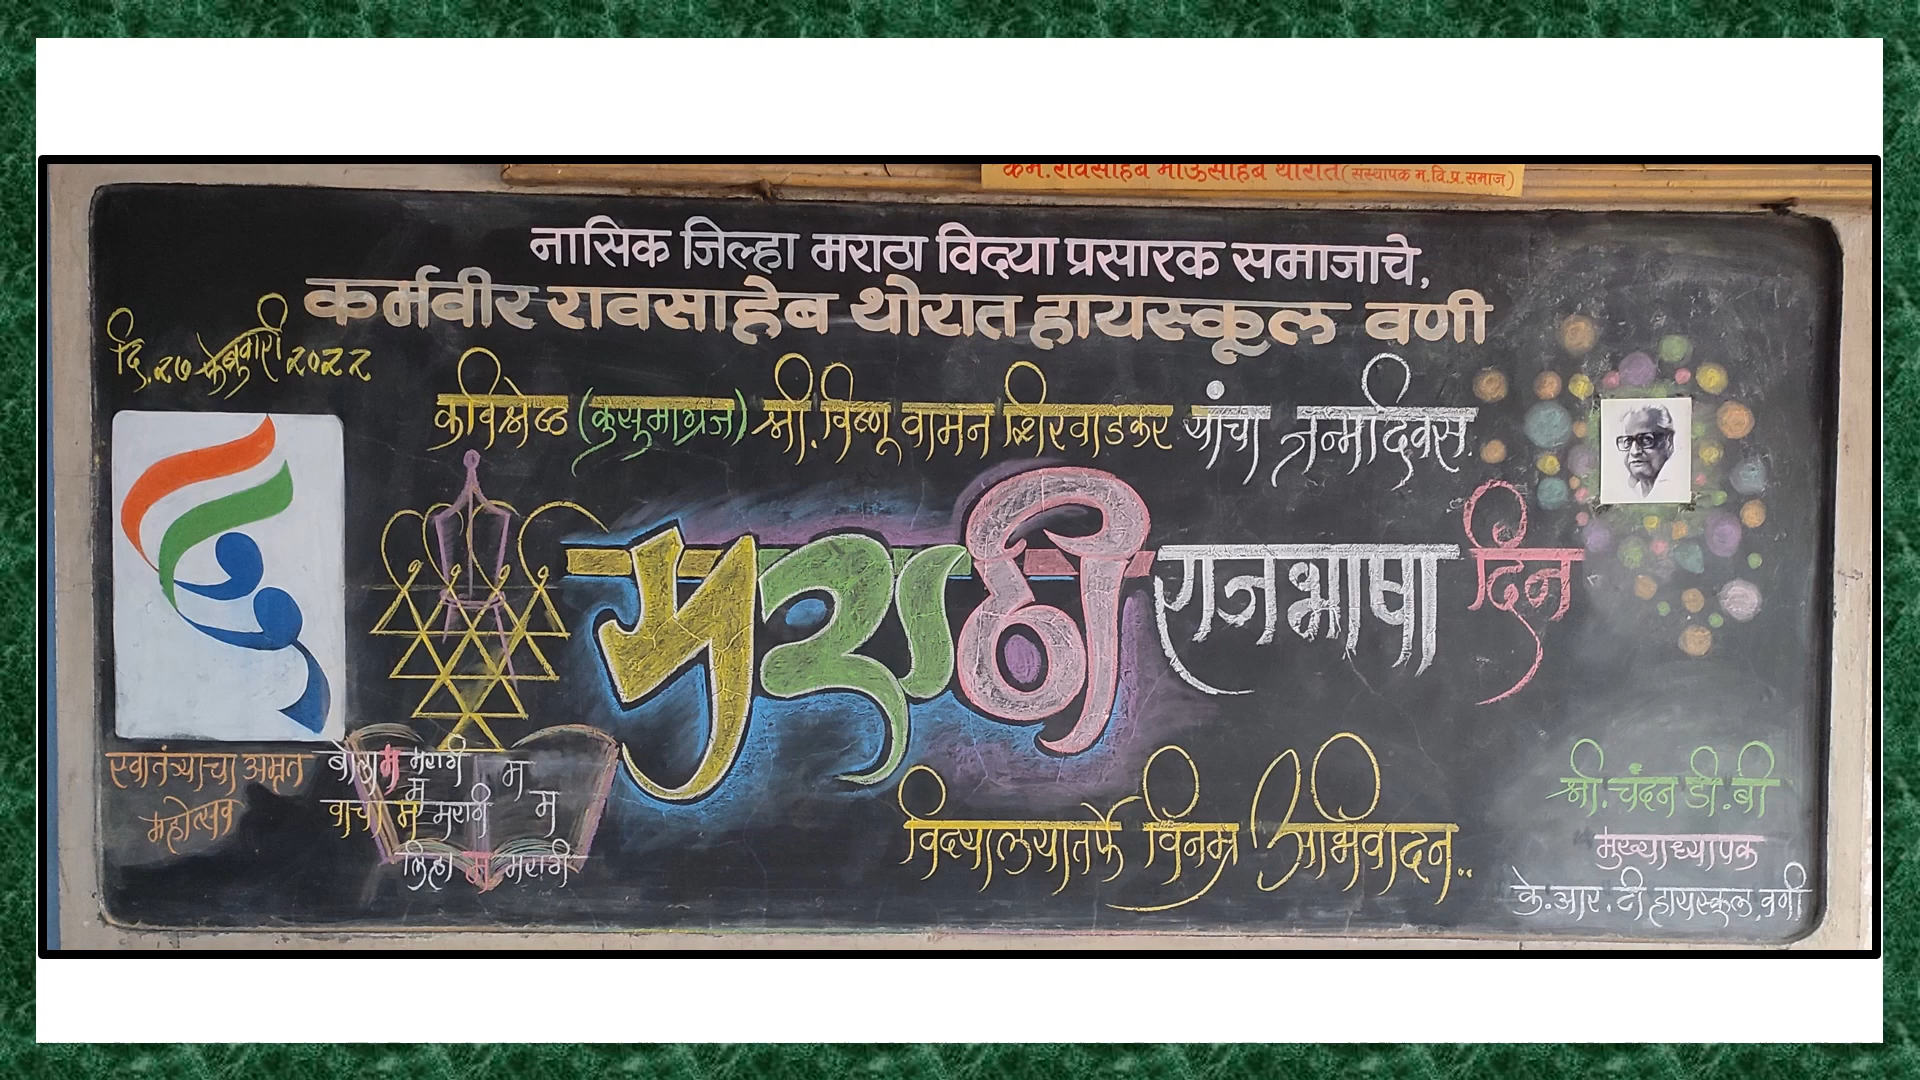 कर्म. रावसाहेब भाऊसाहेब थोरात (संस्थापक म.वि.प्र.समाज)
नासिक जिल्हा मराठा विद्या प्रसारक समाजाचे,
कर्मवीर रावसाहेब थोरात हायस्कूल वणी
दि. २७ फेब्रुवारी २०२२
कविश्रेष्ठ (कुसुमाग्रज) श्री. विष्णू वामन शिरवाडकर यांचा जन्मदिवस.
मराठी राजभाषा दिन
स्वातंत्र्याचा अमृत
महोत्सव
बोलू म मराठी म
म
वाचा म मराठी म
लिहा म मराठी
विद्यालयातर्फे विनम्र अभिवादन..
श्री. चंदन डी. बी
मुख्याध्यापक
के. आर. टी हायस्कूल, वणी